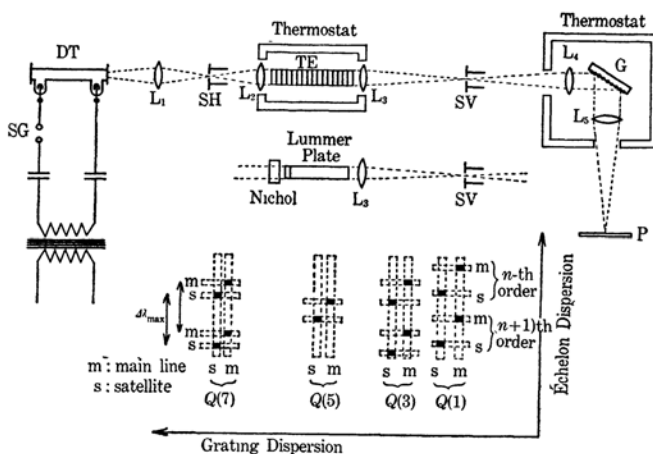 Thermostat
DT
L₁
SH
L₂
TE
L₃
SV
Thermostat
L₄
G
L₅
P
SG
Lummer
Plate
Nichol
L₃
SV
m
s
Δλmax
m
s
m : main line
s : satellite
s m
Q(7)
s m
Q(5)
s m
Q(3)
s m
Q(1)
m
s
n-th
order
m
s
(n+1)th
order
Échelon Dispersion
Grating Dispersion